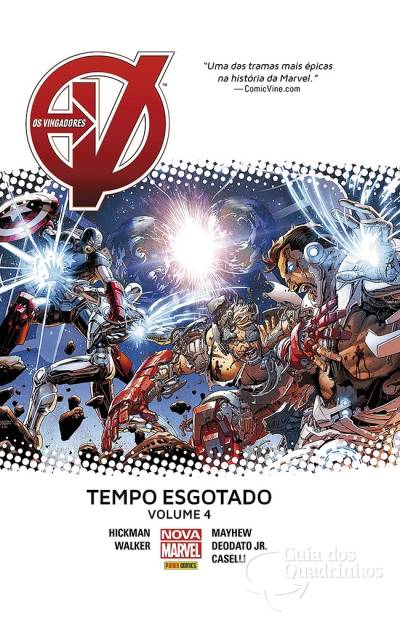 "Uma das tramas mais épicas
na história da Marvel."
— ComicVine.com
OS VINGADORES
TM
TEMPO ESGOTADO
VOLUME 4
HICKMAN
WALKER
NOVA
MARVEL
PANINI COMICS
MAYHEW
DEODATO JR.
CASELLI
Guia dos
Quadrinhos